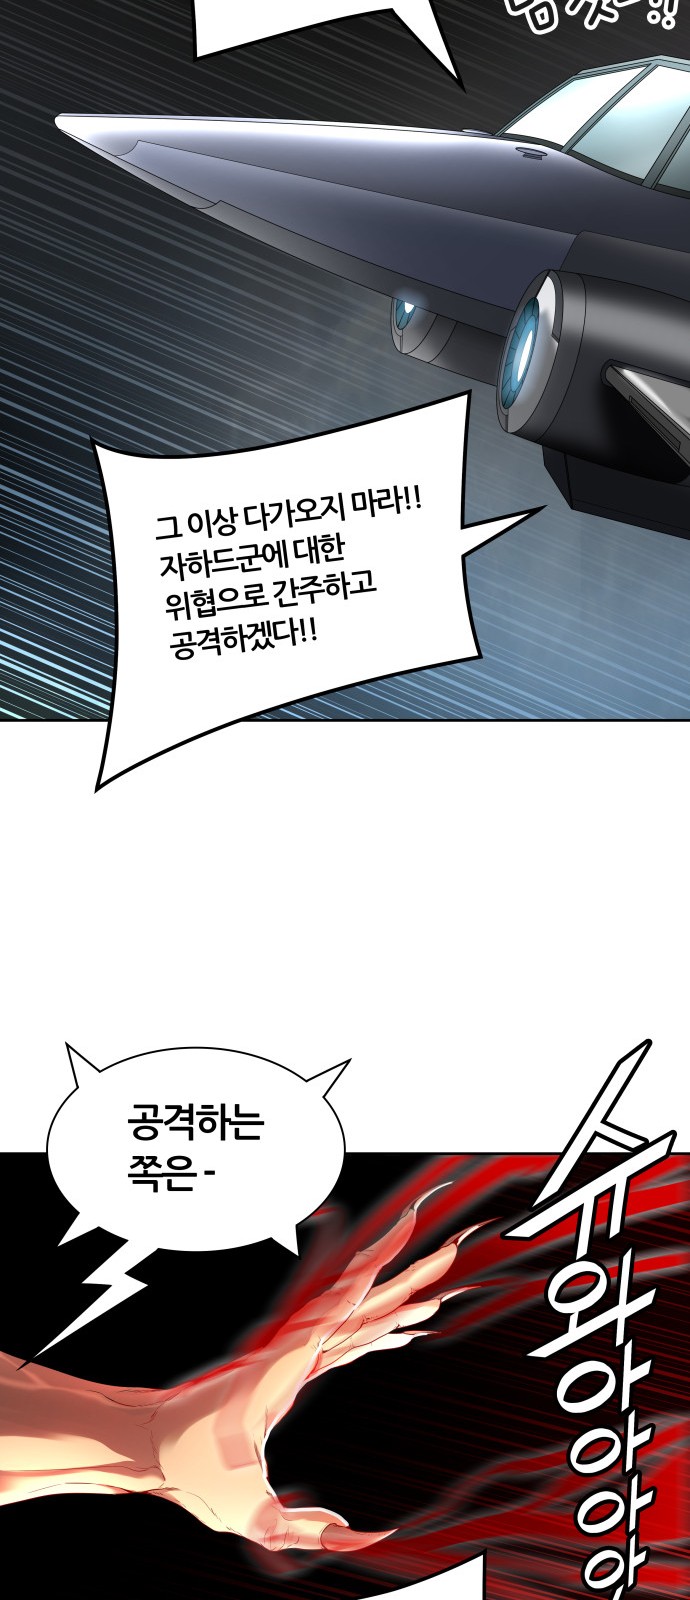 그 이상 다가오지 마라!!
자하드군에 대한
위협으로 간주하고
공격하겠다!!
공격하는
쪽은 -
슈와아아아아